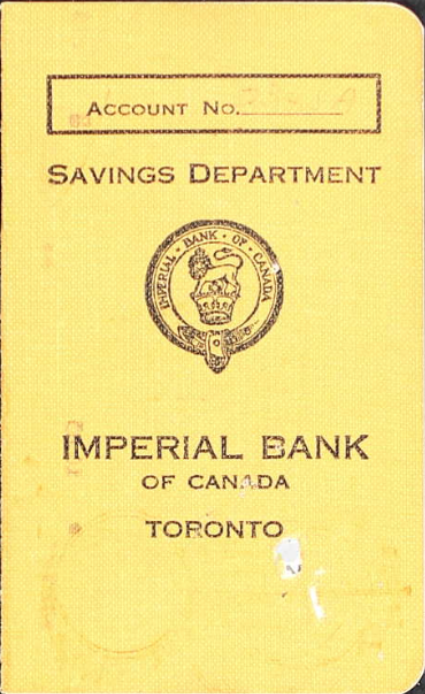 ACCOUNT NO.
SAVINGS DEPARTMENT
IMPERIAL · BANK · OF · CANADA
IMPERIAL BANK
OF CANADA
TORONTO